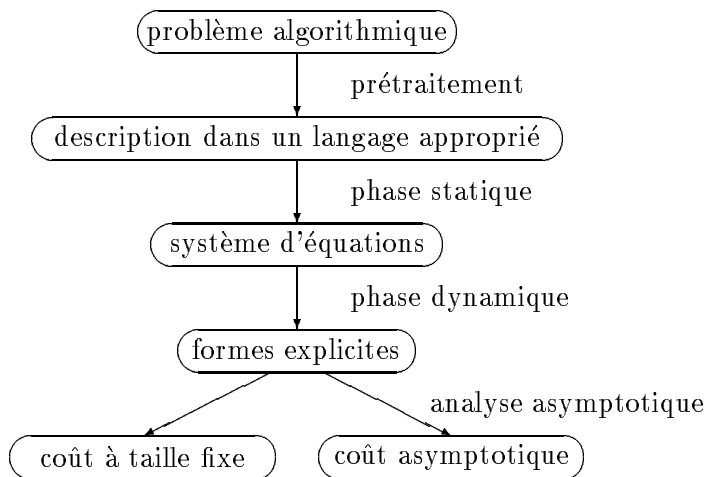 problème algorithmique
prétraitement
description dans un langage approprié
phase statique
système d'équations
phase dynamique
formes explicites
analyse asymptotique
coût à taille fixe
coût asymptotique